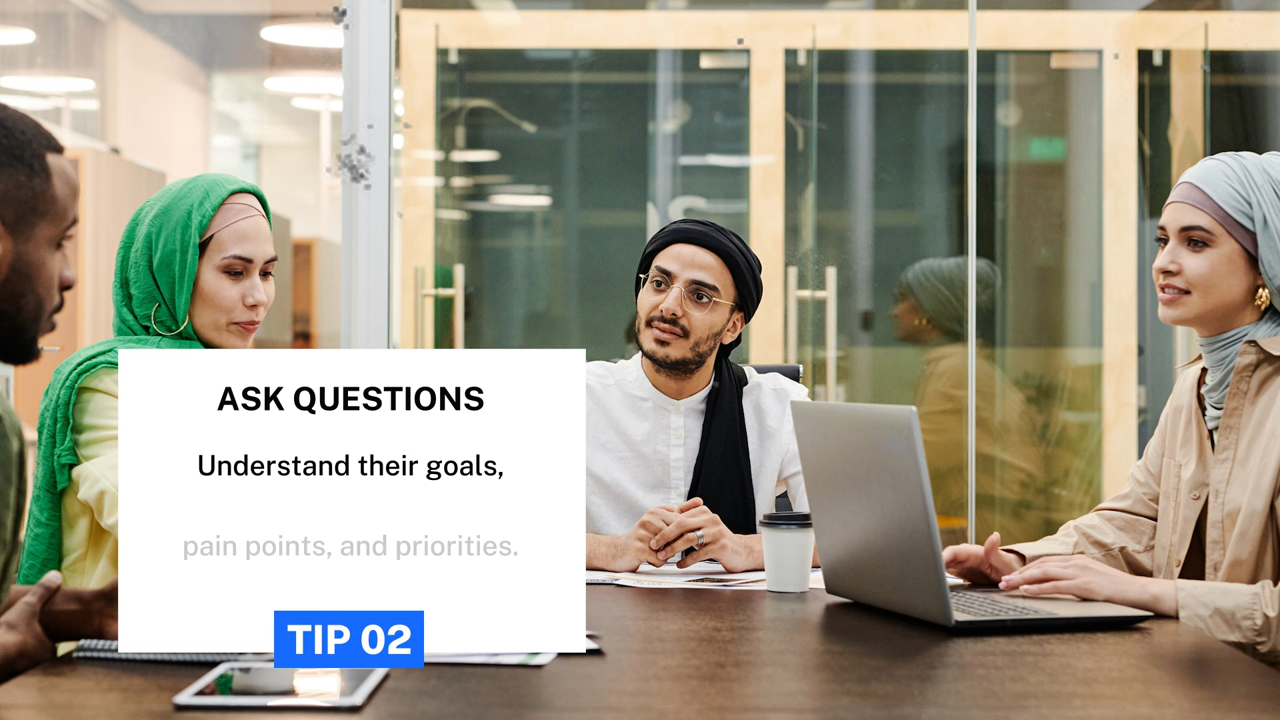 ASK QUESTIONS
Understand their goals,
pain points, and priorities.
TIP 02